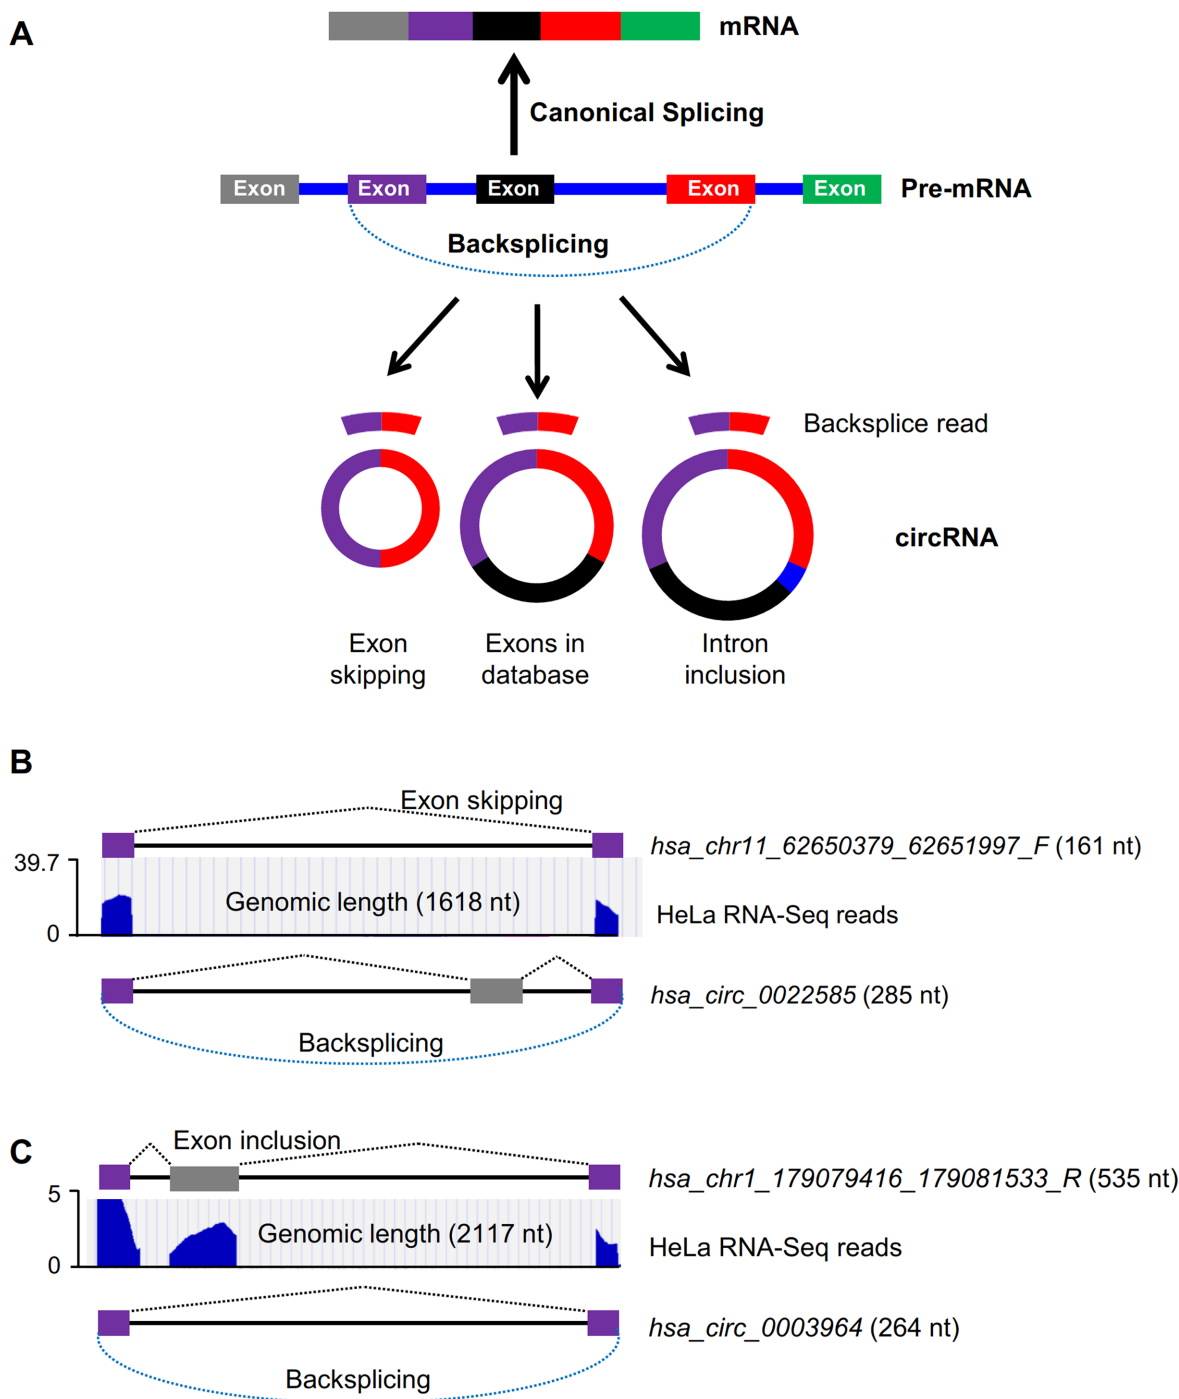 A
mRNA
Canonical Splicing
Exon Exon Exon Exon Exon Pre-mRNA
Backsplicing
Backsplice read
circRNA
Exon skipping
Exons in database
Intron inclusion
B
Exon skipping
hsa_chr11_62650379_62651997_F (161 nt)
39.7
Genomic length (1618 nt)
HeLa RNA-Seq reads
0
hsa_circ_0022585 (285 nt)
Backsplicing
C
Exon inclusion
hsa_chr1_179079416_179081533_R (535 nt)
5
Genomic length (2117 nt)
HeLa RNA-Seq reads
0
hsa_circ_0003964 (264 nt)
Backsplicing